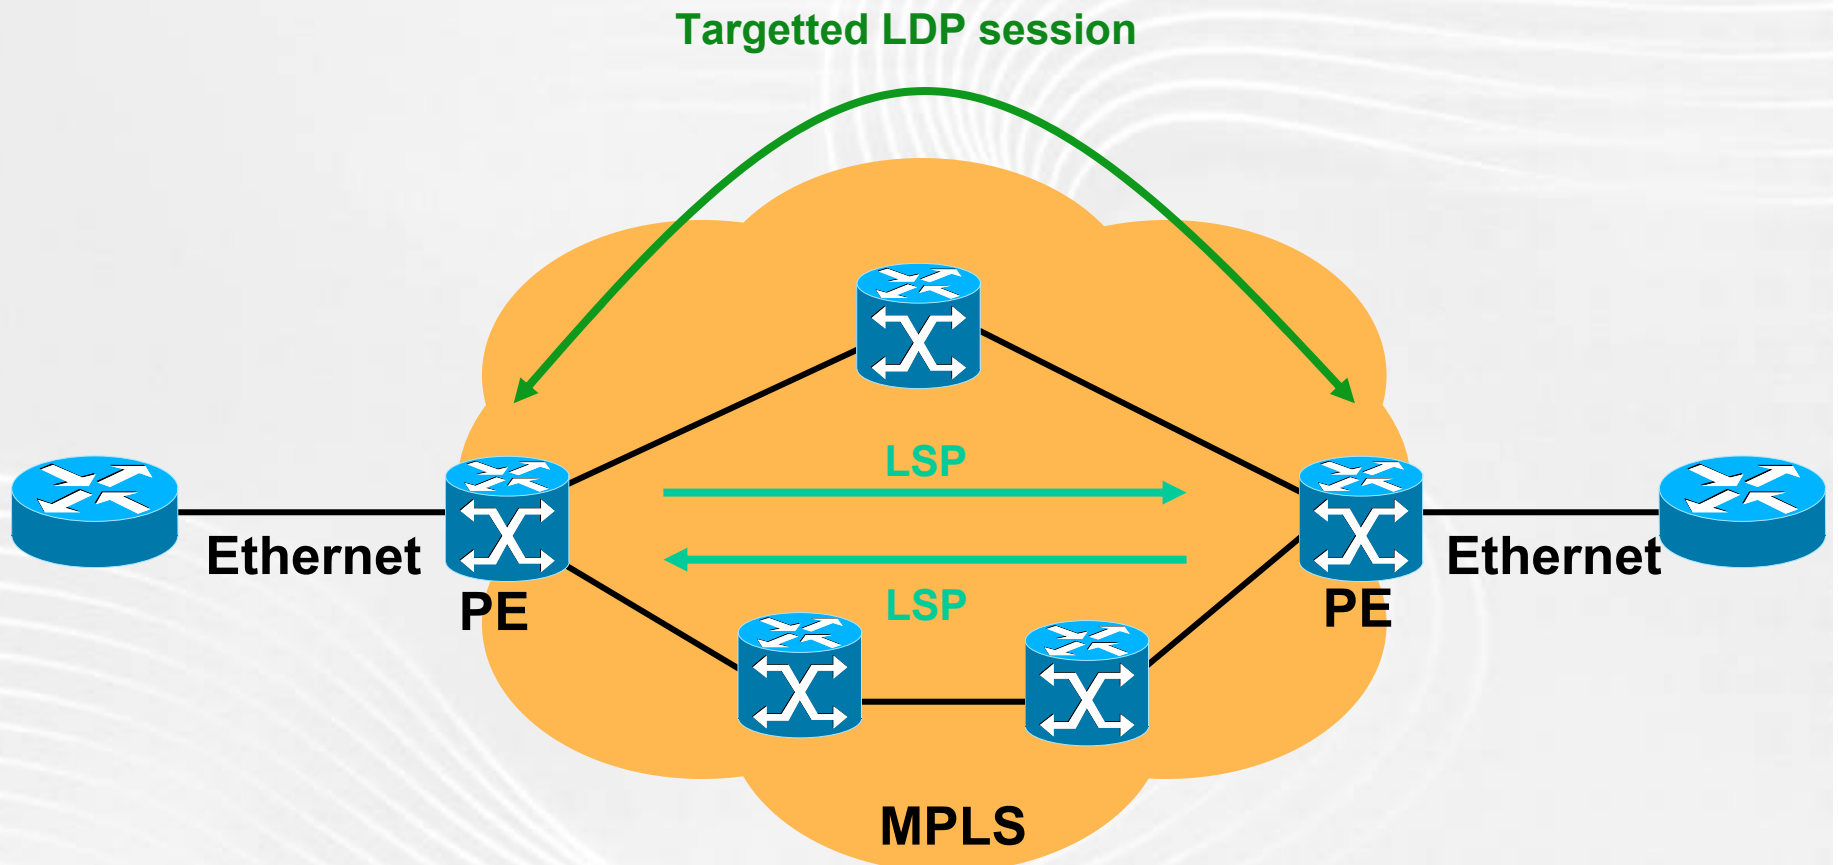 Targetted LDP session
LSP
Ethernet
Ethernet
PE
LSP
PE
MPLS